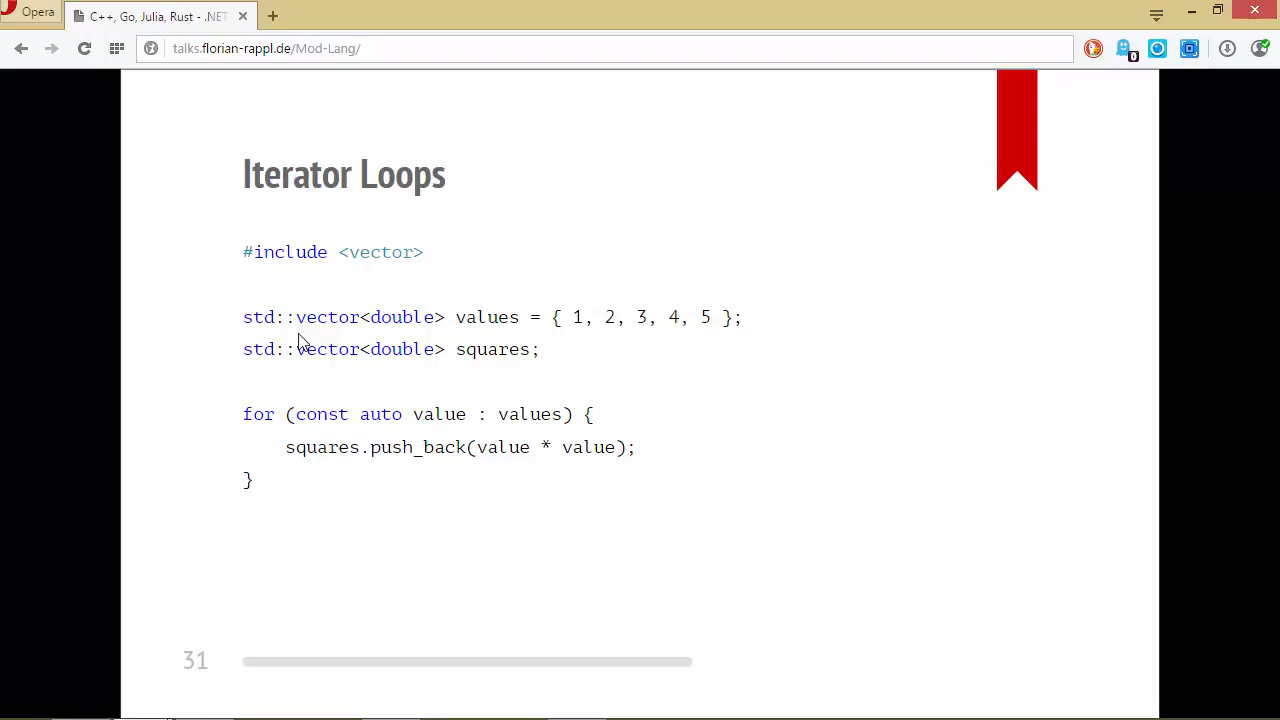 Opera
C++, Go, Julia, Rust - .NET
talks.florian-rappl.de/Mod-Lang/
0
Iterator Loops
#include <vector>
std::vector<double> values = { 1, 2, 3, 4, 5 };
std::vector<double> squares;
for (const auto value : values) {
    squares.push_back(value * value);
}
31